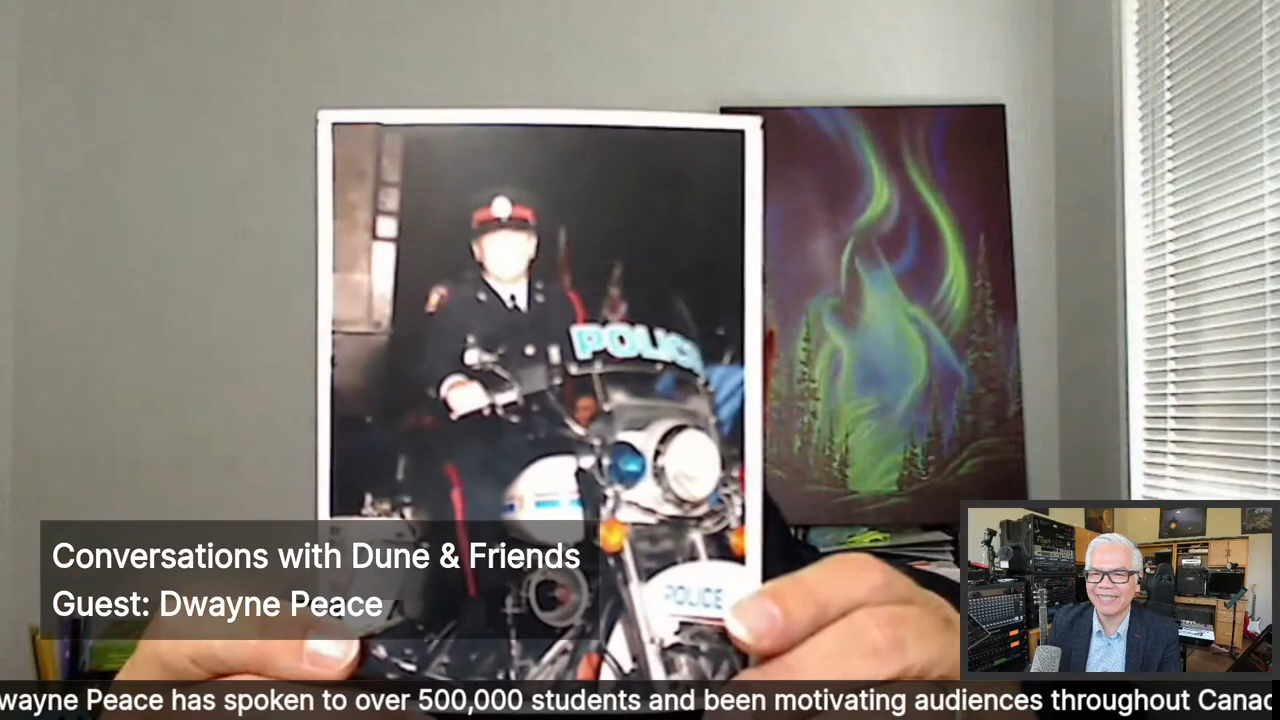 POLICE
POLICE
Conversations with Dune & Friends
Guest: Dwayne Peace
wayne Peace has spoken to over 500,000 students and been motivating audiences throughout Canad